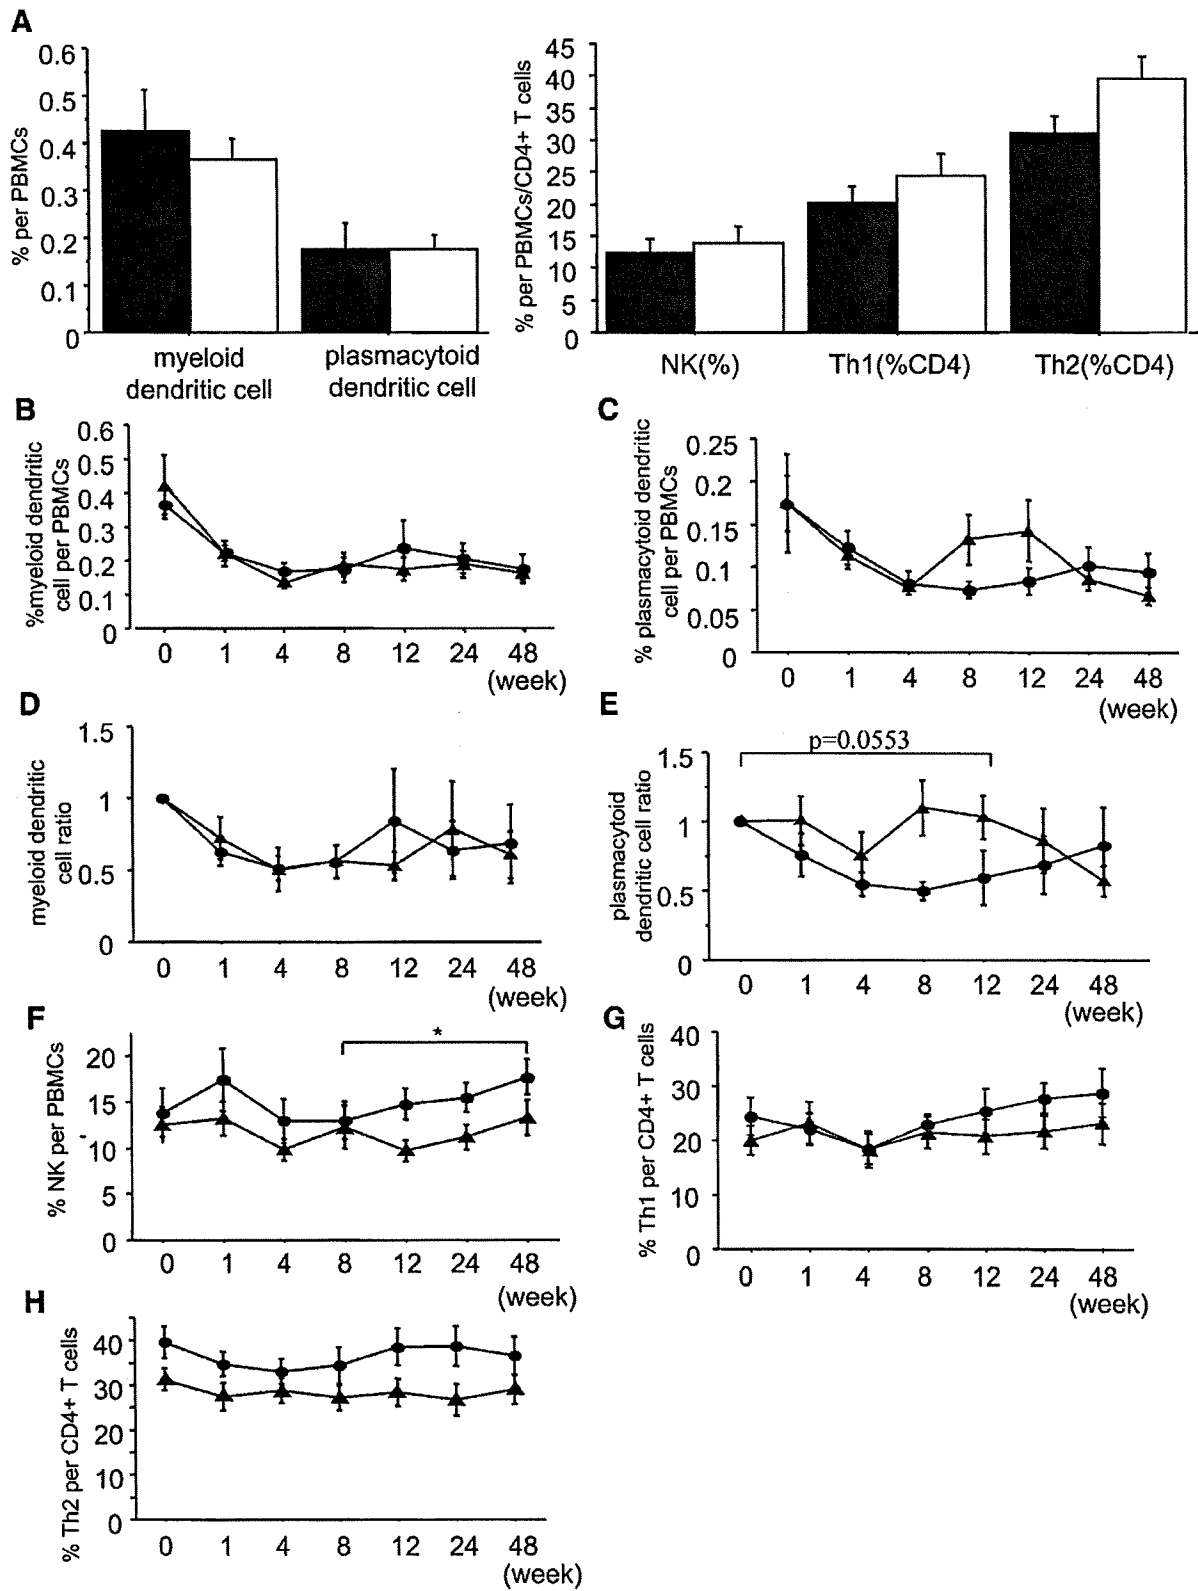 A
% per PBMCs
0.6
0.5
0.4
0.3
0.2
0.1
0
myeloid
dendritic cell
plasmacytoid
dendritic cell
% per PBMCs/CD4+ T cells
45
40
35
30
25
20
15
10
5
0
NK(%)
Th1(%CD4)
Th2(%CD4)
B
%myeloid dendritic
cell per PBMCs
0.6
0.5
0.4
0.3
0.2
0.1
0
0 1 4 8 12 24 48
(week)
C
% plasmacytoid dendritic
cell per PBMCs
0.25
0.2
0.15
0.1
0.05
0
0 1 4 8 12 24 48
(week)
D
myeloid dendritic
cell ratio
1.5
1
0.5
0
0 1 4 8 12 24 48
(week)
E
plasmacytoid
dendritic cell ratio
p=0.0553
1.5
1
0.5
0
0 1 4 8 12 24 48
(week)
F
% NK per PBMCs
*
20
15
10
5
0
0 1 4 8 12 24 48
(week)
G
% Th1 per CD4+ T cells
40
30
20
10
0
0 1 4 8 12 24 48
(week)
H
% Th2 per CD4+ T cells
40
30
20
10
0
0 1 4 8 12 24 48
(week)